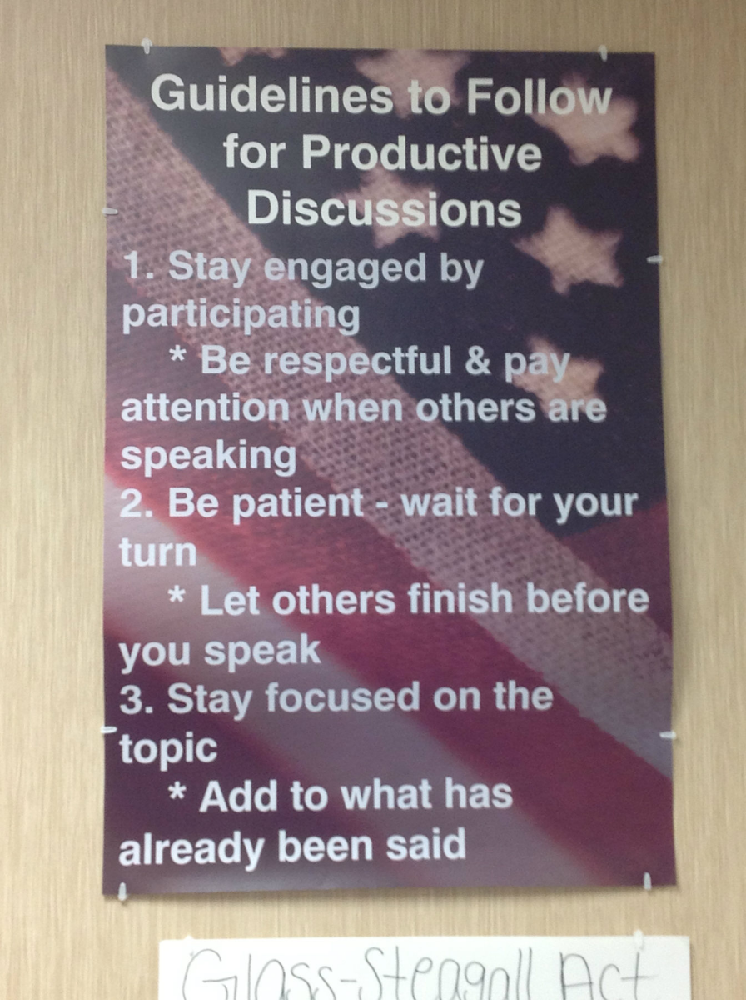 Guidelines to Follow
for Productive
Discussions
1. Stay engaged by
participating
* Be respectful & pay
attention when others are
speaking
2. Be patient - wait for your
turn
* Let others finish before
you speak
3. Stay focused on the
topic
* Add to what has
already been said
Glass-Steagall Act